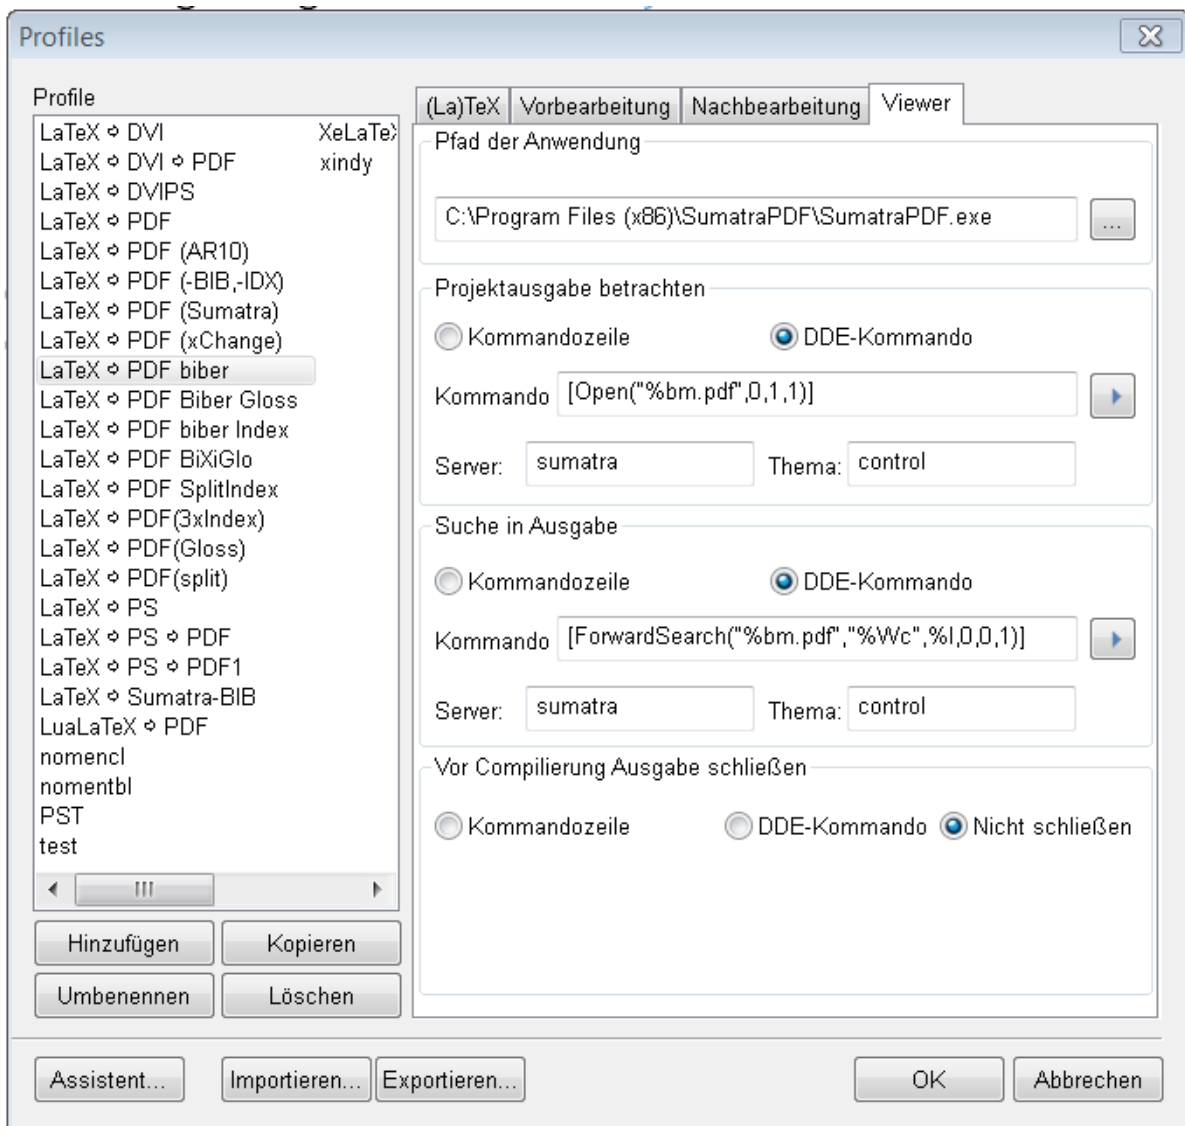 Profiles
Profile
LaTeX ⇨ DVI
LaTeX ⇨ DVI ⇨ PDF
LaTeX ⇨ DVIPS
LaTeX ⇨ PDF
LaTeX ⇨ PDF (AR10)
LaTeX ⇨ PDF (-BIB,-IDX)
LaTeX ⇨ PDF (Sumatra)
LaTeX ⇨ PDF (xChange)
LaTeX ⇨ PDF biber
LaTeX ⇨ PDF Biber Gloss
LaTeX ⇨ PDF biber Index
LaTeX ⇨ PDF BiXiGlo
LaTeX ⇨ PDF SplitIndex
LaTeX ⇨ PDF(3xIndex)
LaTeX ⇨ PDF(Gloss)
LaTeX ⇨ PDF(split)
LaTeX ⇨ PS
LaTeX ⇨ PS ⇨ PDF
LaTeX ⇨ PS ⇨ PDF1
LaTeX ⇨ Sumatra-BIB
LuaLaTeX ⇨ PDF
nomencl
nomentbl
PST
test
xindy
Hinzufügen Kopieren
Umbenennen Löschen
(La)TeX Vorbearbeitung Nachbearbeitung Viewer
Pfad der Anwendung
C:\Program Files (x86)\SumatraPDF\SumatraPDF.exe ...
Projektausgabe betrachten
Kommandozeile DDE-Kommando
Kommando [Open("%bm.pdf",0,1,1)]
Server: sumatra Thema: control
Suche in Ausgabe
Kommandozeile DDE-Kommando
Kommando [ForwardSearch("%bm.pdf","%Wc",%l,0,0,1)]
Server: sumatra Thema: control
Vor Compilierung Ausgabe schließen
Kommandozeile DDE-Kommando Nicht schließen
Assistent... Importieren... Exportieren... OK Abbrechen